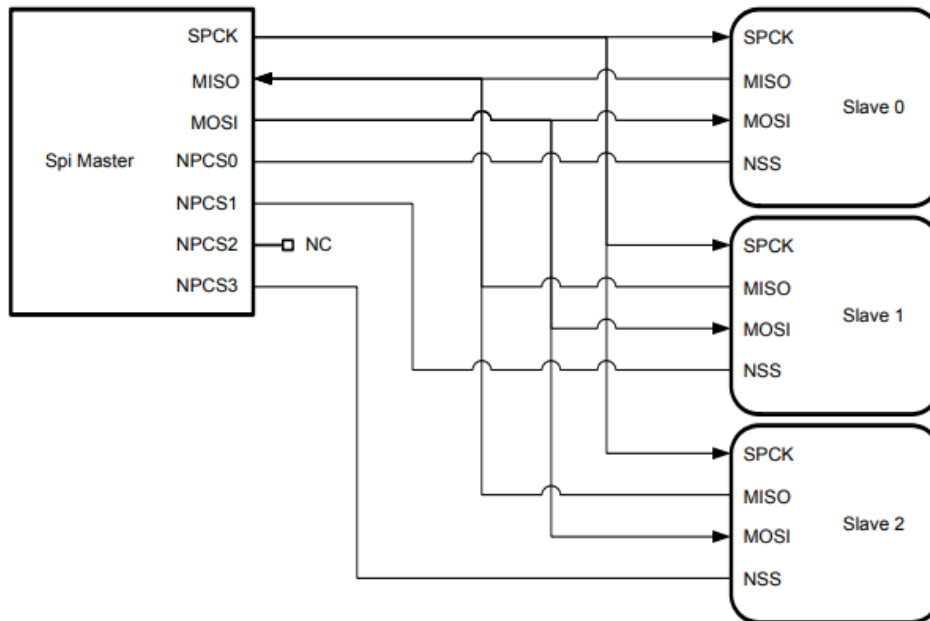 SPCK
MISO
MOSI
Spi Master
NPCS0
NPCS1
NPCS2
NC
NPCS3
SPCK
MISO
Slave 0
MOSI
NSS
SPCK
MISO
Slave 1
MOSI
NSS
SPCK
MISO
Slave 2
MOSI
NSS